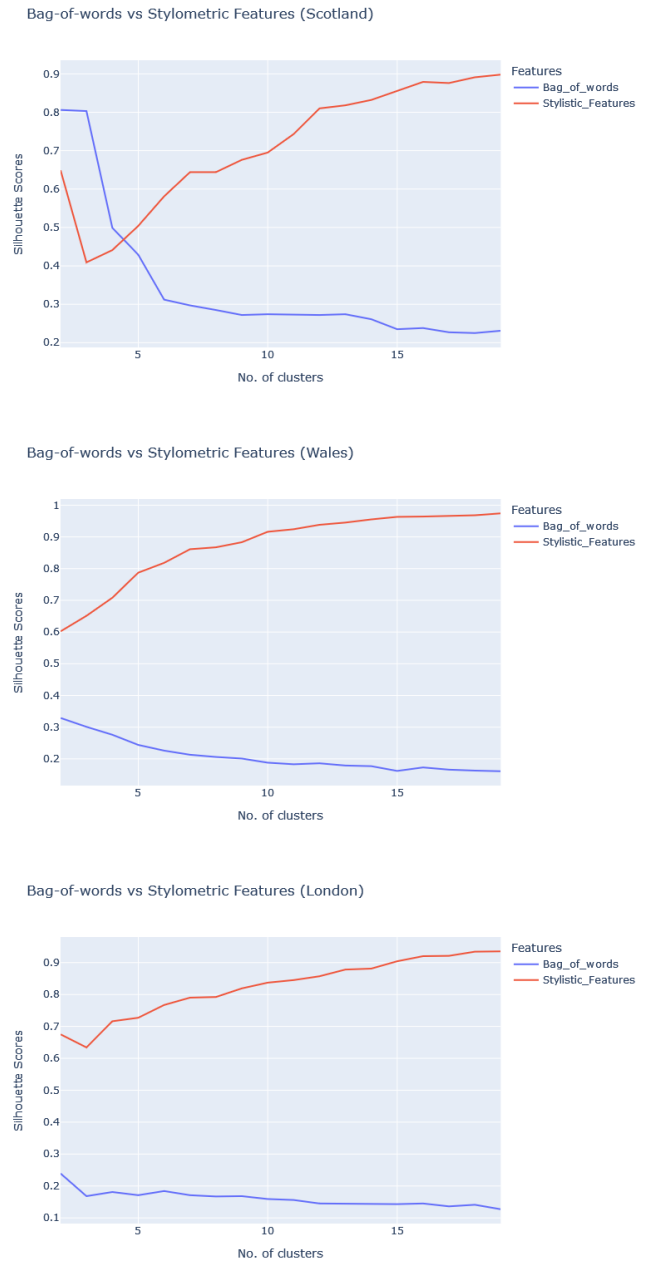 Bag-of-words vs Stylometric Features (Scotland)
Features
Bag_of_words
Stylistic_Features
Silhouette Scores
0.9
0.8
0.7
0.6
0.5
0.4
0.3
0.2
5
10
15
No. of clusters
Bag-of-words vs Stylometric Features (Wales)
Features
Bag_of_words
Stylistic_Features
Silhouette Scores
1
0.9
0.8
0.7
0.6
0.5
0.4
0.3
0.2
5
10
15
No. of clusters
Bag-of-words vs Stylometric Features (London)
Features
Bag_of_words
Stylistic_Features
Silhouette Scores
0.9
0.8
0.7
0.6
0.5
0.4
0.3
0.2
0.1
5
10
15
No. of clusters